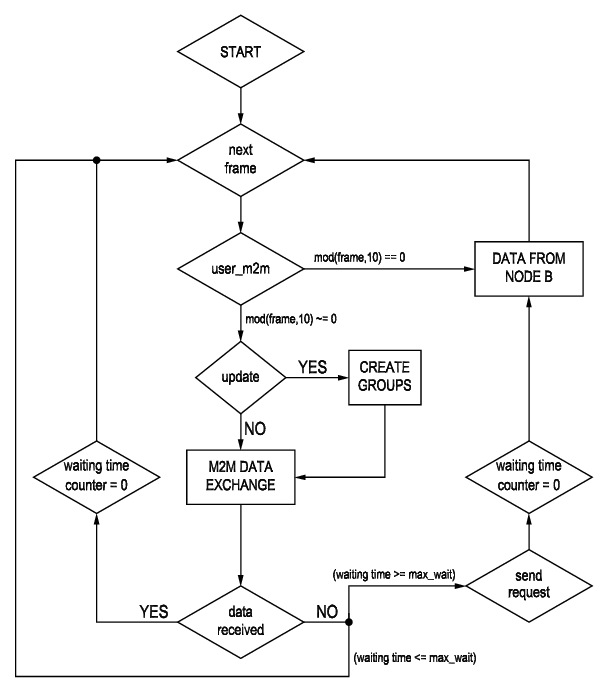 START
next
frame
user_m2m
mod(frame,10) == 0
DATA FROM
NODE B
mod(frame,10) ~= 0
update
YES
CREATE
GROUPS
NO
M2M DATA
EXCHANGE
waiting time
counter = 0
waiting time
counter = 0
(waiting time >= max_wait)
send
request
YES
data
received
NO
(waiting time <= max_wait)